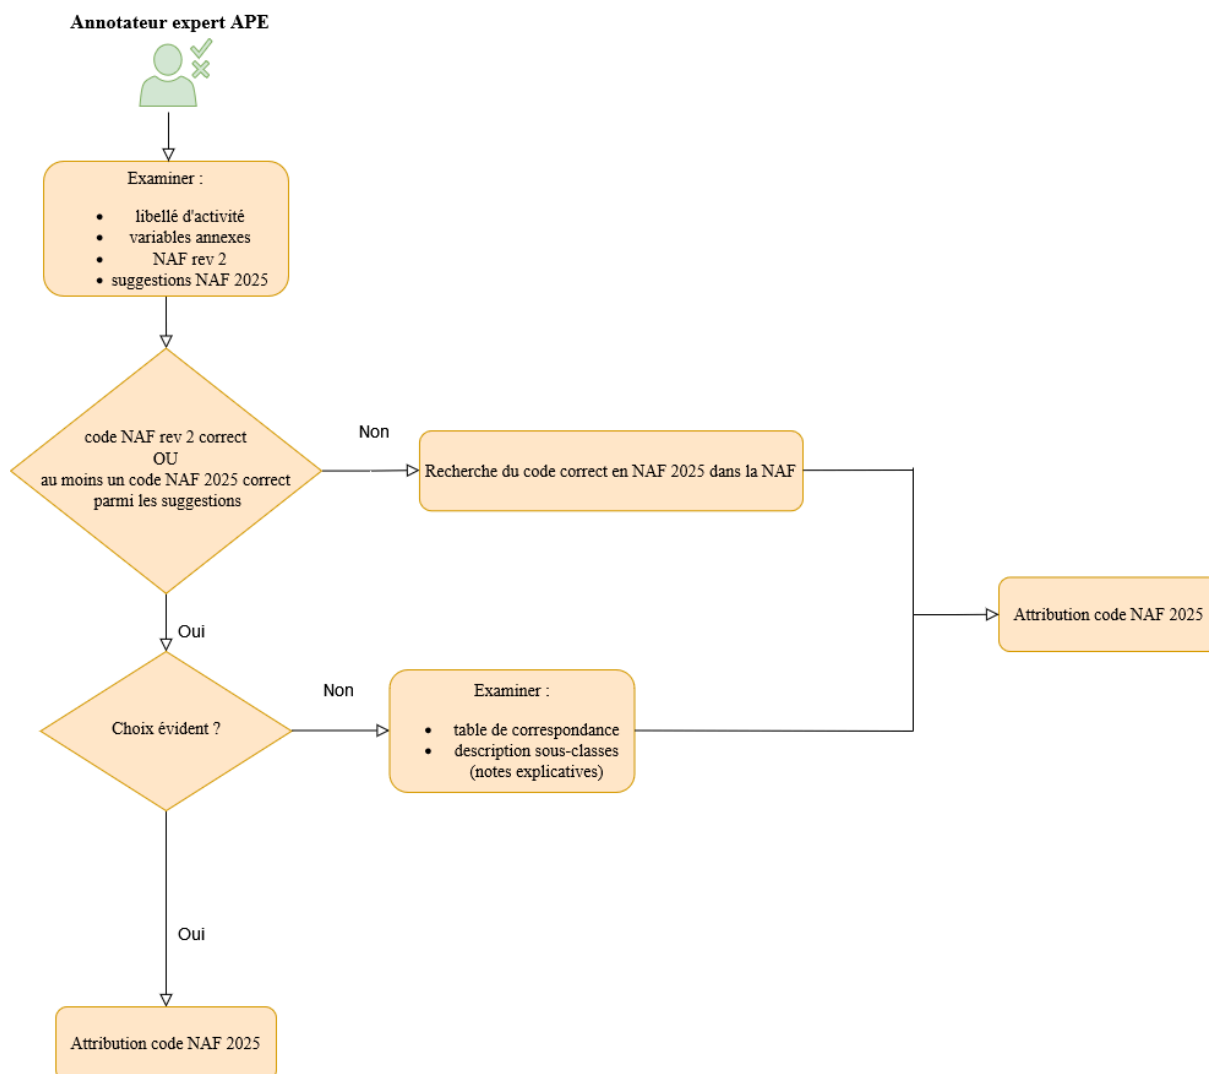 Annotateur expert APE
Examiner :
• libellé d'activité
• variables annexes
• NAF rev 2
• suggestions NAF 2025
code NAF rev 2 correct
OU
au moins un code NAF 2025 correct
parmi les suggestions
Non
Recherche du code correct en NAF 2025 dans la NAF
Attribution code NAF 2025
Oui
Choix évident ?
Non
Examiner :
• table de correspondance
• description sous-classes
(notes explicatives)
Oui
Attribution code NAF 2025